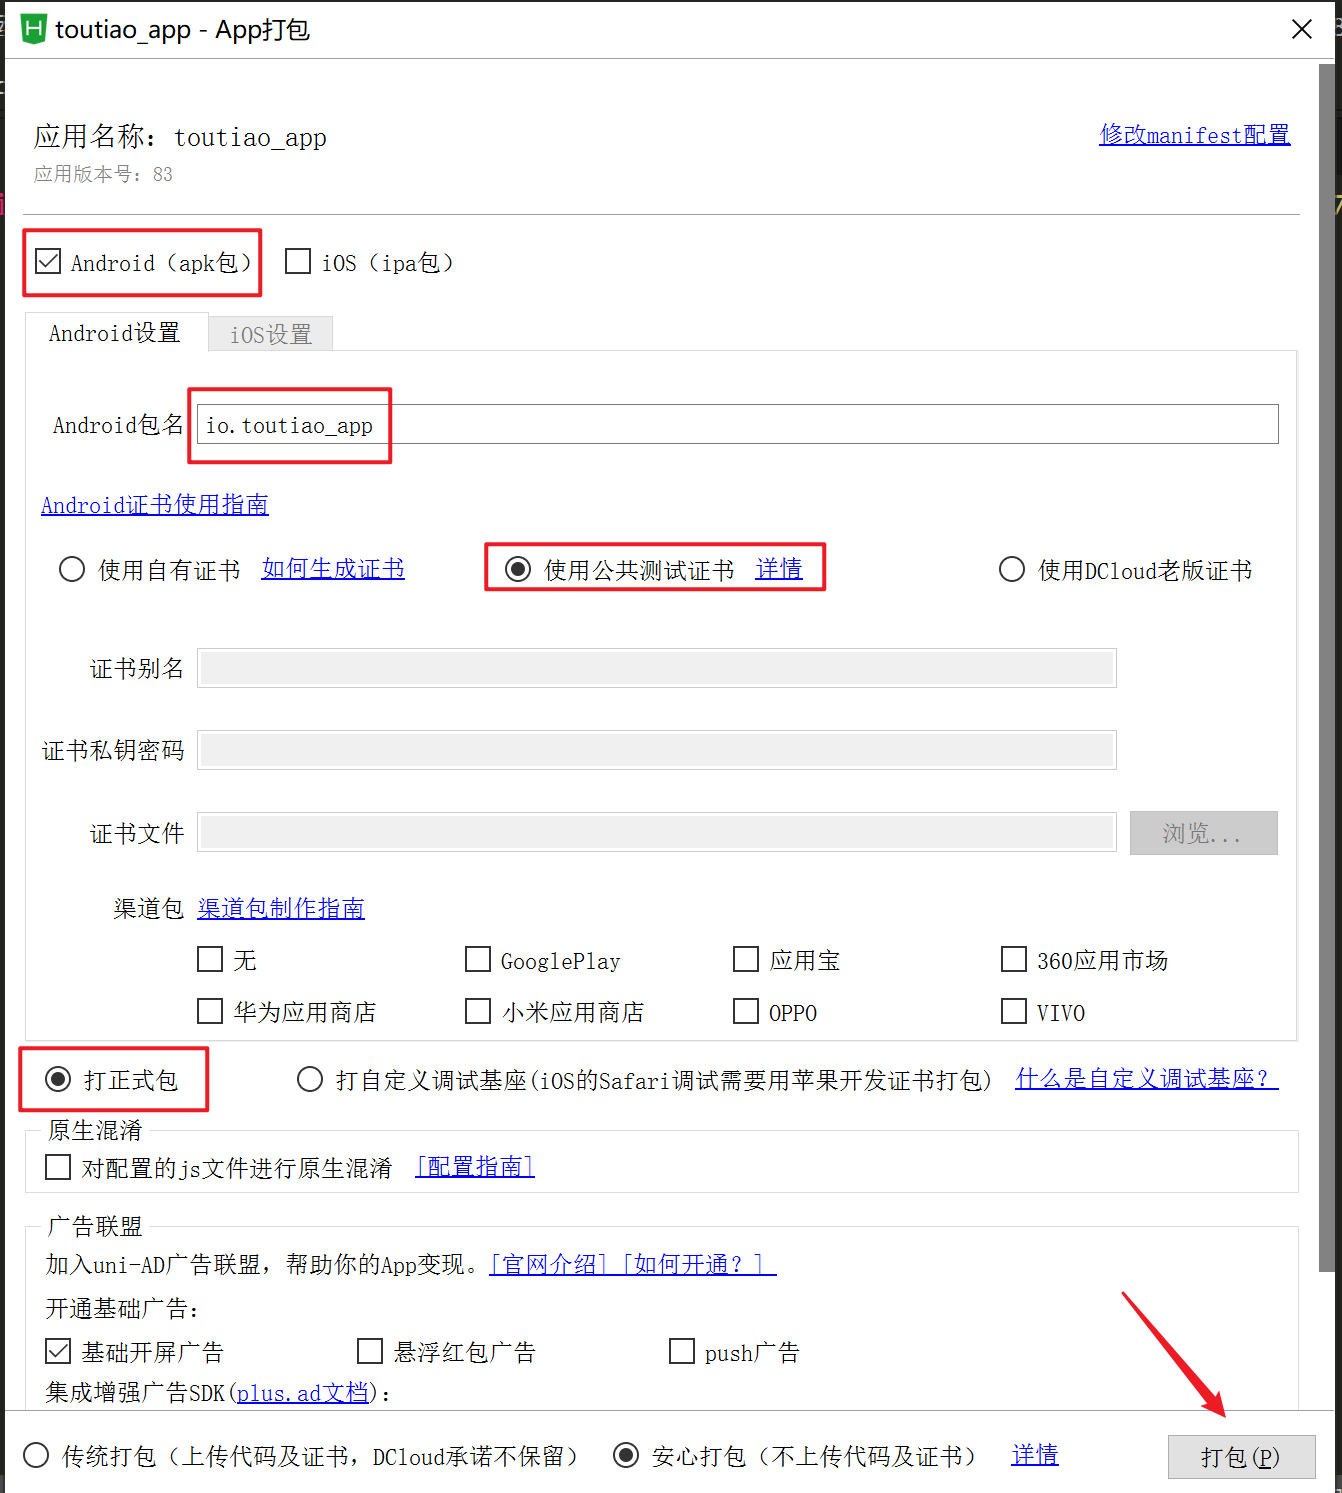 toutiao_app - App打包
应用名称：toutiao_app
修改manifest配置
应用版本号：83
Android（apk包） iOS（ipa包）
Android设置 iOS设置
Android包名 io.toutiao_app
Android证书使用指南
使用自有证书 如何生成证书 使用公共测试证书 详情 使用DCloud老版证书
证书别名
证书私钥密码
证书文件 浏览...
渠道包 渠道包制作指南
无 GooglePlay 应用宝 360应用市场
华为应用商店 小米应用商店 OPPO VIVO
打正式包 打自定义调试基座(iOS的Safari调试需要用苹果开发证书打包) 什么是自定义调试基座？
原生混淆
对配置的js文件进行原生混淆 [配置指南]
广告联盟
加入uni-AD广告联盟，帮助你的App变现。[官网介绍] [如何开通？]
开通基础广告：
基础开屏广告 悬浮红包广告 push广告
集成增强广告SDK(plus.ad文档)：
传统打包（上传代码及证书，DCloud承诺不保留） 安心打包（不上传代码及证书） 详情 打包(P)